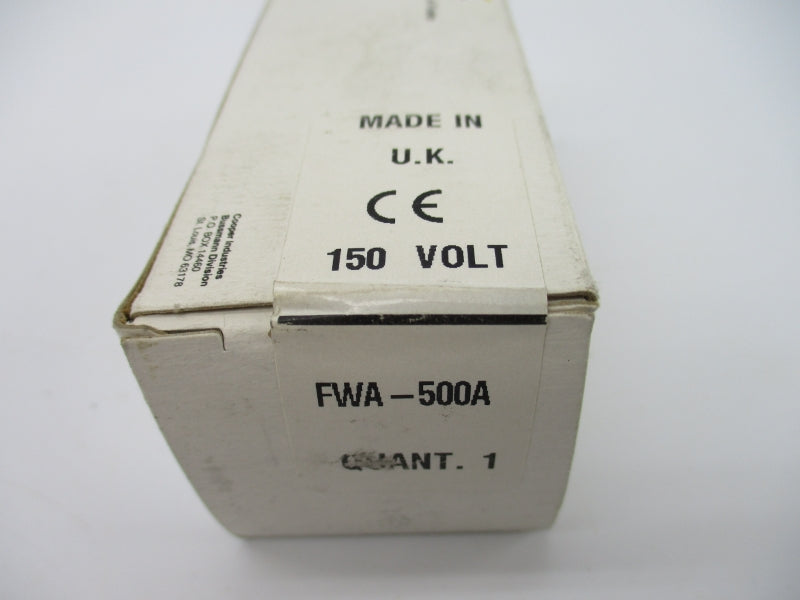 MADE IN
U.K.
CE
150 VOLT
Cooper Industries
Bussmann Division
P.O. BOX 14460
St. Louis, MO 63178
FWA-500A
QUANT. 1